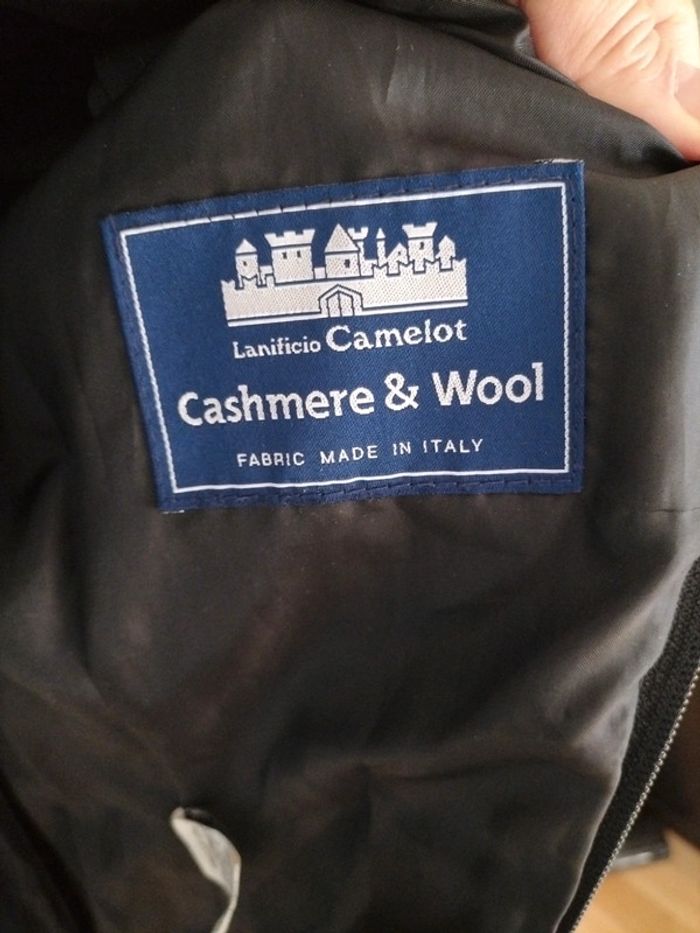 Lanificio Camelot
Cashmere & Wool
FABRIC MADE IN ITALY